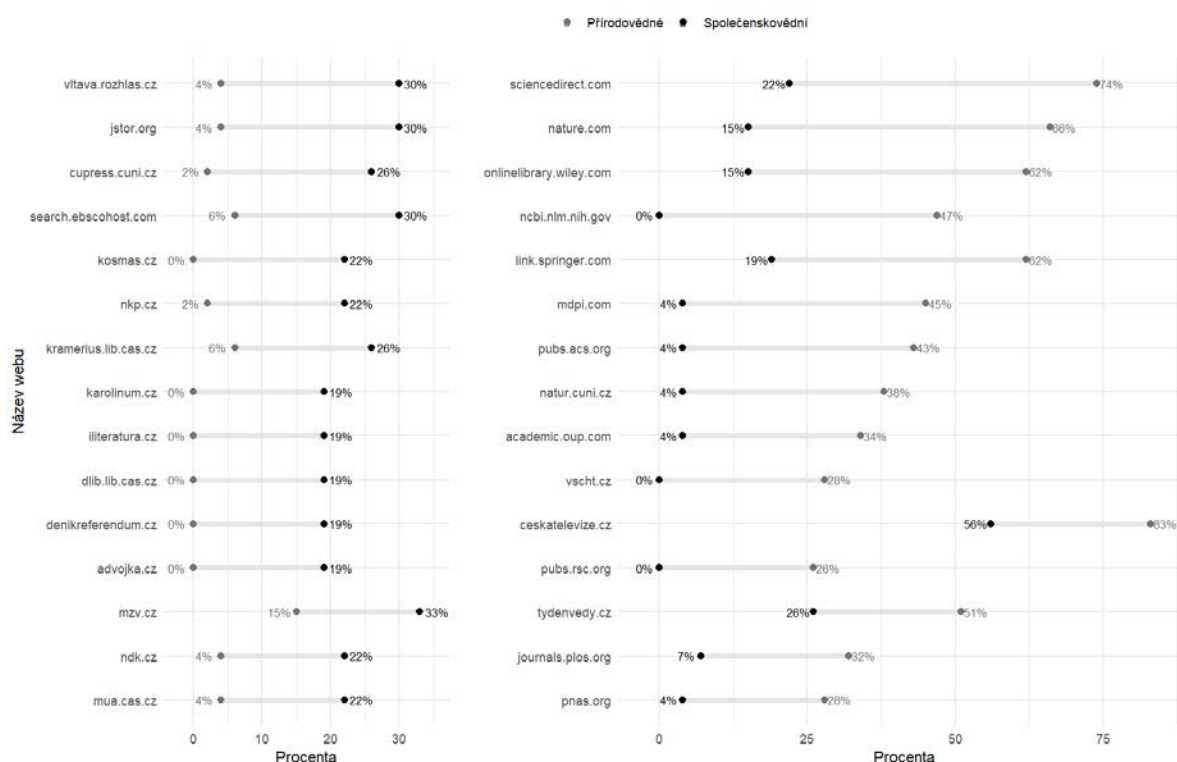 Přírodovědné Společenskovědní
Název webu
vltava.rozhlas.cz 4% 30%
jstor.org 4% 30%
cupress.cuni.cz 2% 26%
search.ebscohost.com 6% 30%
kosmas.cz 0% 22%
nkp.cz 2% 22%
kramerius.lib.cas.cz 6% 26%
karolinum.cz 0% 19%
iliteratura.cz 0% 19%
dlib.lib.cas.cz 0% 19%
denikreferendum.cz 0% 19%
advojka.cz 0% 19%
mzv.cz 15% 33%
ndk.cz 4% 22%
mua.cas.cz 4% 22%
0 10 20 30
Procenta
sciencedirect.com 22% 74%
nature.com 15% 66%
onlinelibrary.wiley.com 15% 62%
ncbi.nlm.nih.gov 0% 47%
link.springer.com 19% 62%
mdpi.com 4% 45%
pubs.acs.org 4% 43%
natur.cuni.cz 4% 38%
academic.oup.com 4% 34%
vscht.cz 0% 28%
ceskatelevize.cz 56% 83%
pubs.rsc.org 0% 26%
tydenvedy.cz 26% 51%
journals.plos.org 7% 32%
pnas.org 4% 28%
0 25 50 75
Procenta